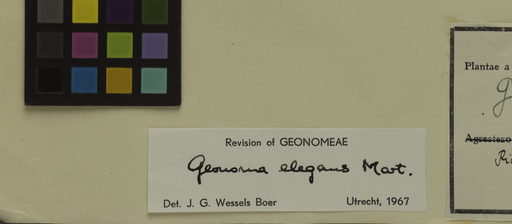 Revision of GEONOMEAE
Geonoma elegans Mart.
Det. J. G. Wessels Boer Utrecht, 1967
Plantae a